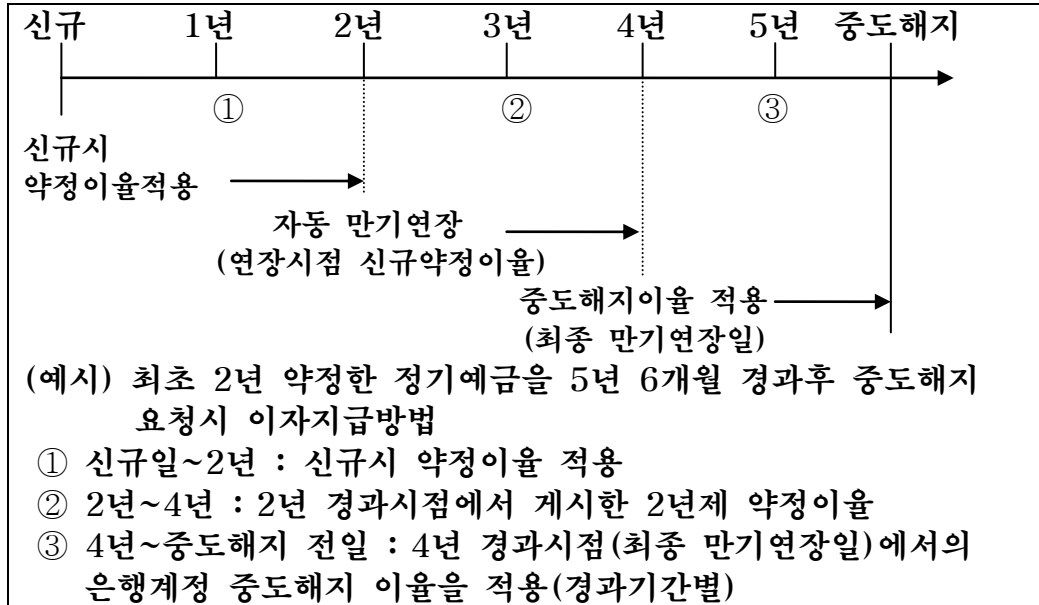 신규 1년 2년 3년 4년 5년 중도해지
① ② ③
신규시
약정이율적용
자동 만기연장
(연장시점 신규약정이율)
중도해지이율 적용
(최종 만기연장일)
(예시) 최초 2년 약정한 정기예금을 5년 6개월 경과후 중도해지
요청시 이자지급방법
① 신규일~2년 : 신규시 약정이율 적용
② 2년~4년 : 2년 경과시점에서 게시한 2년제 약정이율
③ 4년~중도해지 전일 : 4년 경과시점(최종 만기연장일)에서의
은행계정 중도해지 이율을 적용(경과기간별)